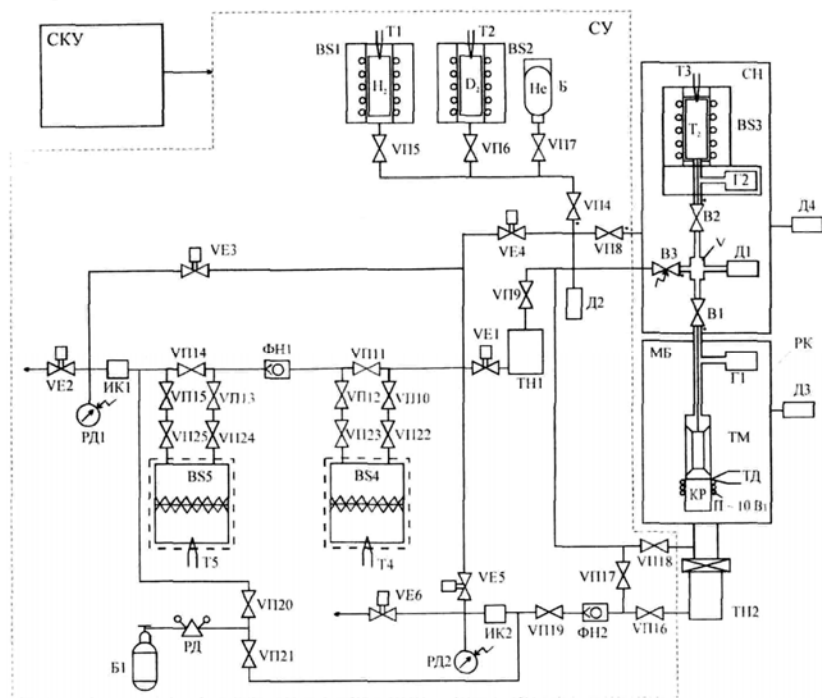 СКУ
СУ
T1
T2
BS1
BS2
H₂
D₂
He
Б
VП5
VП6
VП7
T3
СН
T₂
BS3
Г2
VП4
VE4
VП8
В2
V
Д4
VE3
В3
Д1
VП9
Д2
В1
VE1
VE2
ИК1
VП14
ФН1
VП11
ТН1
МБ
РК
Г1
Д3
VП15
VП13
VП12
VП10
РД1
VП25
VП24
VП23
VП22
ТМ
BS5
BS4
ТД
КР
П ~ 10 Вт
T5
T4
VE5
VП18
VП17
VE6
VП20
ИК2
VП19
ФН2
VП16
ТН2
РД
VП21
РД2
Б1